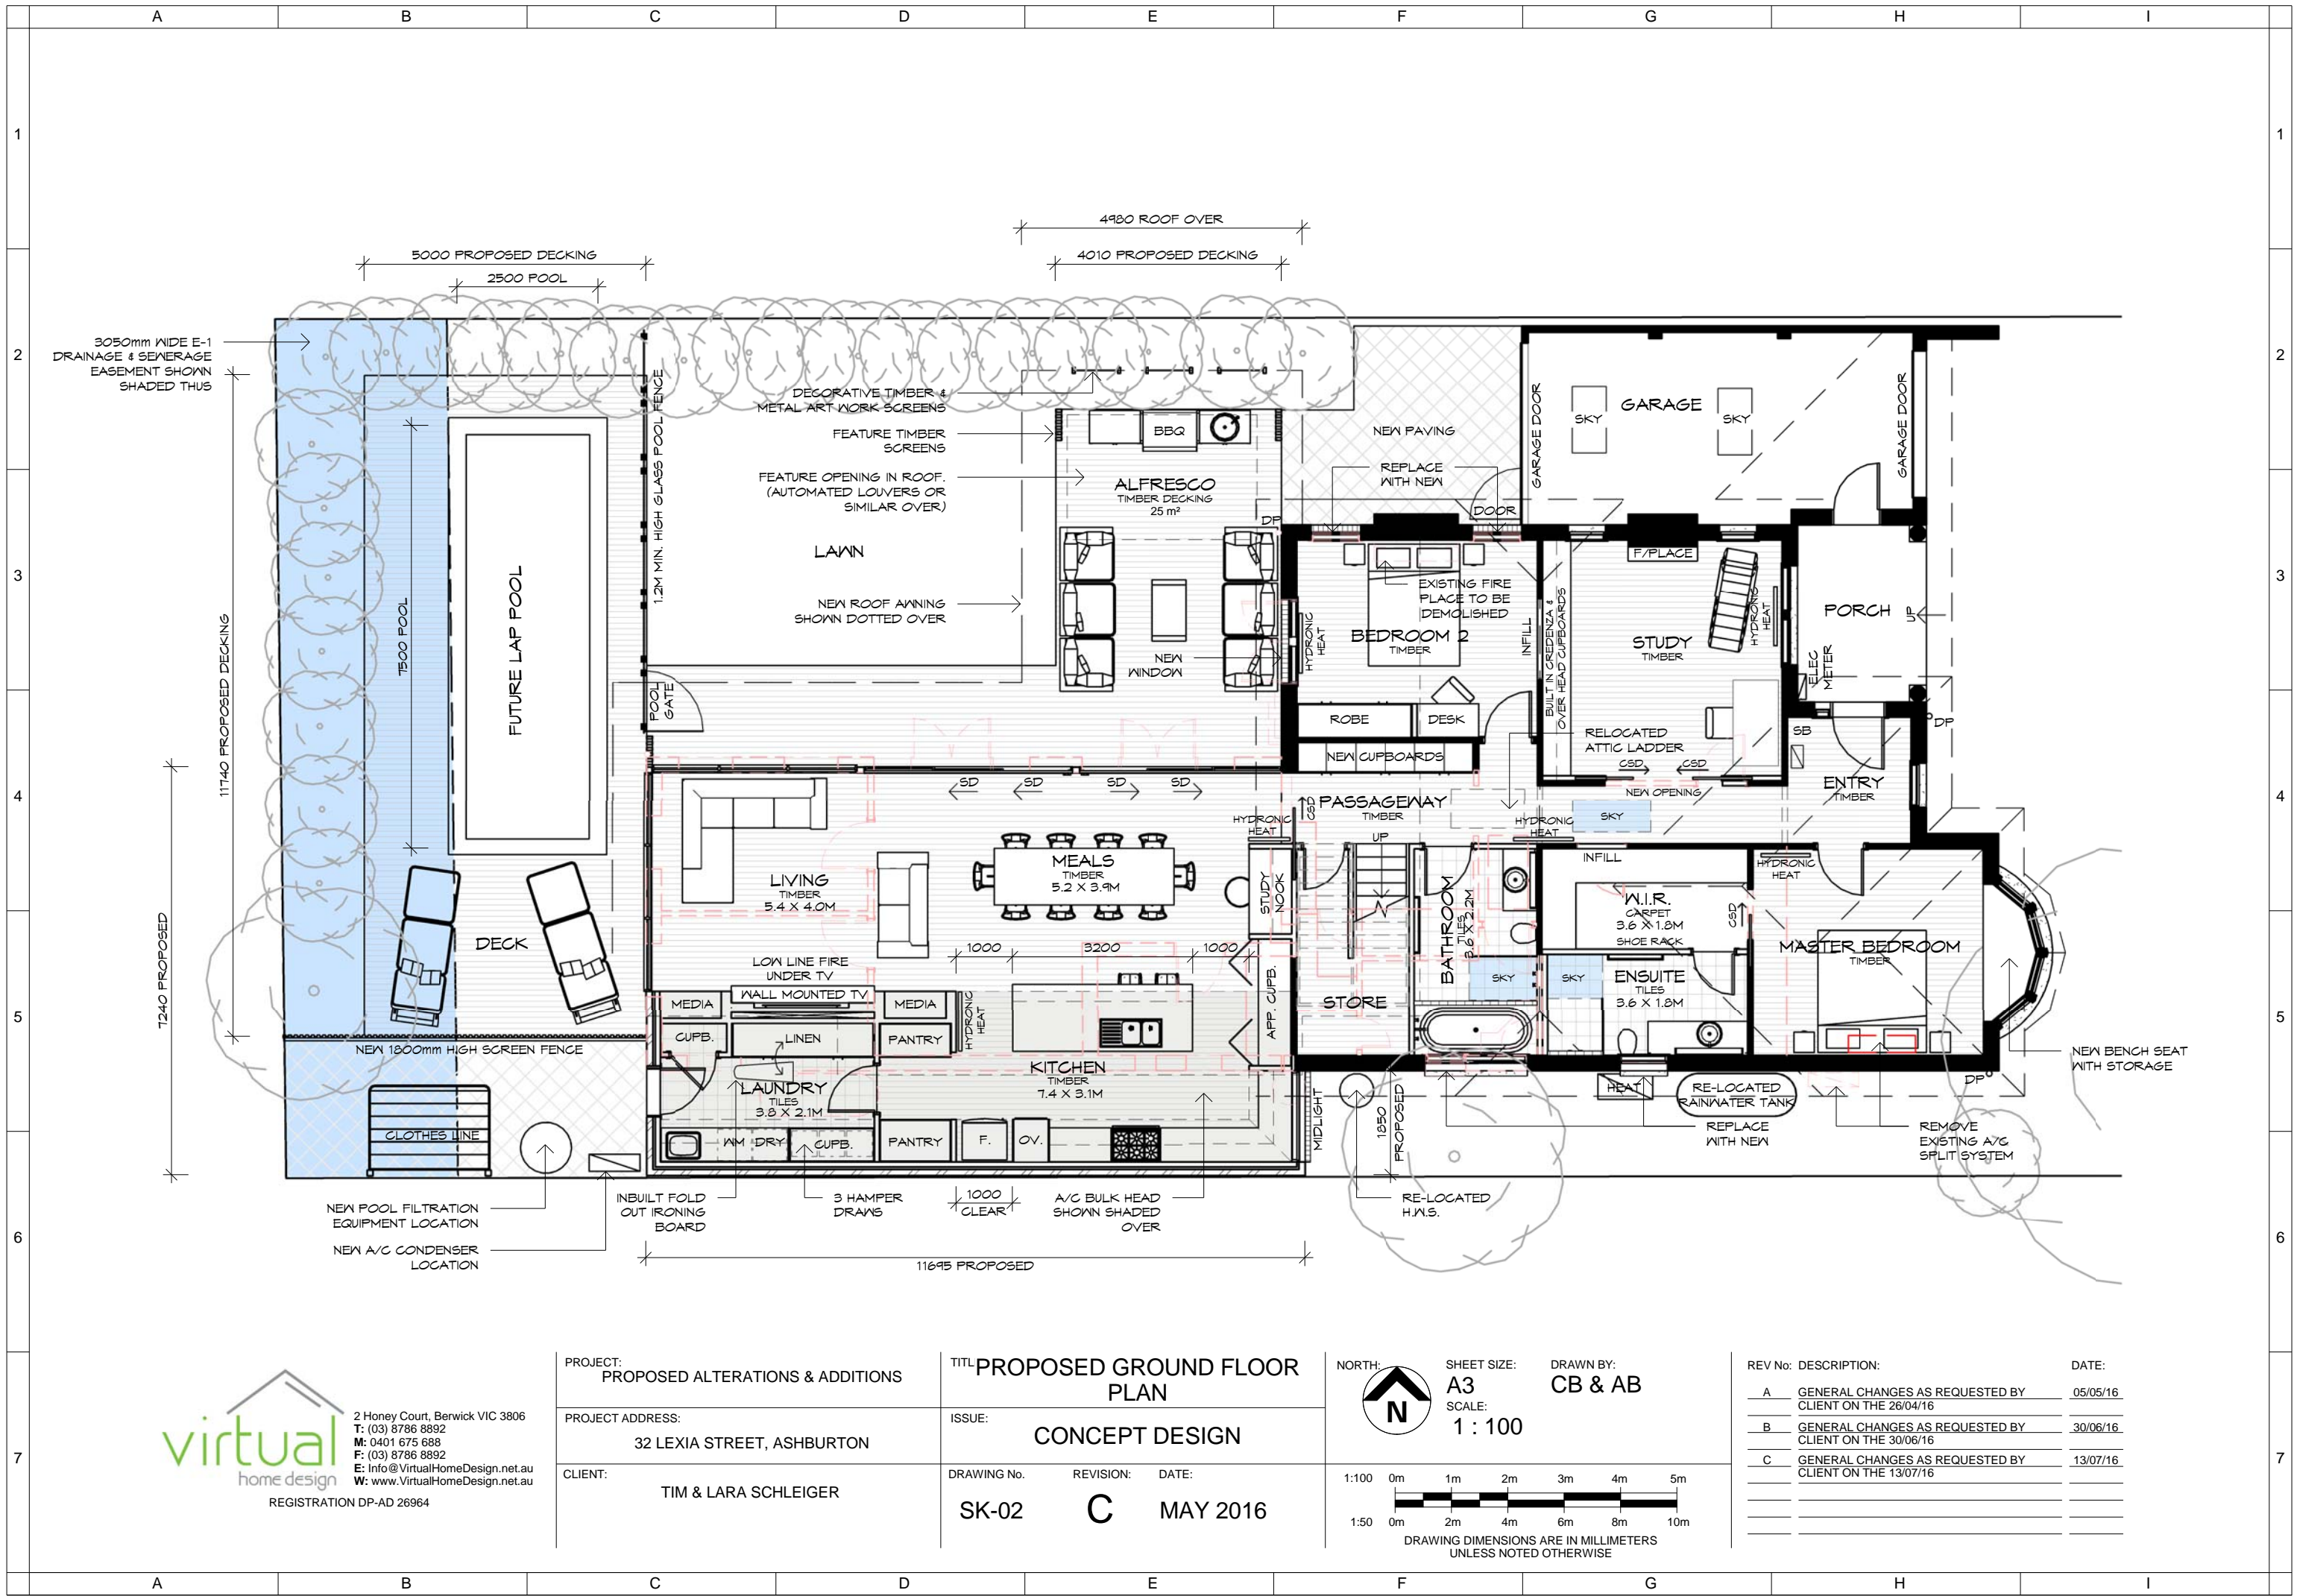 A B C D E F G H I
1 1
2 2
3 3
4 4
5 5
6 6
7 7
4980 ROOF OVER
5000 PROPOSED DECKING
4010 PROPOSED DECKING
2500 POOL
3050mm WIDE E-1
DRAINAGE & SEWERAGE
EASEMENT SHOWN
SHADED THUS
11740 PROPOSED DECKING
7500 POOL
FUTURE LAP POOL
1.2M MIN. HIGH GLASS POOL FENCE
POOL
GATE
DECORATIVE TIMBER &
METAL ART WORK SCREENS
FEATURE TIMBER
SCREENS
FEATURE OPENING IN ROOF.
(AUTOMATED LOUVERS OR
SIMILAR OVER)
LAWN
NEW ROOF AWNING
SHOWN DOTTED OVER
BBQ
ALFRESCO
TIMBER DECKING
25 m²
NEW
WINDOW
DP
NEW PAVING
REPLACE
WITH NEW
DOOR
GARAGE DOOR
GARAGE
SKY
SKY
GARAGE DOOR
EXISTING FIRE
PLACE TO BE
DEMOLISHED
HYDRONIC
HEAT
BEDROOM 2
TIMBER
ROBE
DESK
NEW CUPBOARDS
INFILL
BUILT IN CREDENZA &
OVER HEAD CUPBOARDS
F/PLACE
STUDY
TIMBER
HYDRONIC
HEAT
RELOCATED
ATTIC LADDER
CSD
CSD
NEW OPENING
PORCH
UP
ELEC
METER
SB
DP
ENTRY
TIMBER
SD
SD
SD
SD
PASSAGEWAY
TIMBER
CSD
HYDRONIC
HEAT
UP
HYDRONIC
HEAT
SKY
INFILL
HYDRONIC
HEAT
LIVING
TIMBER
5.4 X 4.0M
MEALS
TIMBER
5.2 X 3.9M
STUDY
NOOK
BATHROOM
TILES
3.6 X 2.2M
W.I.R.
CARPET
3.6 X 1.8M
SHOE RACK
CSD
MASTER BEDROOM
TIMBER
7240 PROPOSED
DECK
1000
3200
1000
LOW LINE FIRE
UNDER TV
WALL MOUNTED TV
MEDIA
MEDIA
HYDRONIC
HEAT
APP. CUPB.
STORE
SKY
SKY
ENSUITE
TILES
3.6 X 1.8M
CUPB.
LINEN
PANTRY
KITCHEN
TIMBER
7.4 X 3.1M
LAUNDRY
TILES
3.8 X 2.1M
NEW 1800mm HIGH SCREEN FENCE
CLOTHES LINE
WM
DRY
CUPB.
PANTRY
F.
OV.
MIDLIGHT
1850
PROPOSED
HEAT
RE-LOCATED
RAINWATER TANK
DP
NEW BENCH SEAT
WITH STORAGE
REPLACE
WITH NEW
REMOVE
EXISTING A/C
SPLIT SYSTEM
NEW POOL FILTRATION
EQUIPMENT LOCATION
NEW A/C CONDENSER
LOCATION
INBUILT FOLD
OUT IRONING
BOARD
3 HAMPER
DRAWS
1000
CLEAR
A/C BULK HEAD
SHOWN SHADED
OVER
RE-LOCATED
H.W.S.
11695 PROPOSED
virtual
home design
REGISTRATION DP-AD 26964
2 Honey Court, Berwick VIC 3806
T: (03) 8786 8892
M: 0401 675 688
F: (03) 8786 8892
E: Info@VirtualHomeDesign.net.au
W: www.VirtualHomeDesign.net.au
PROJECT:
PROPOSED ALTERATIONS & ADDITIONS
PROJECT ADDRESS:
32 LEXIA STREET, ASHBURTON
CLIENT:
TIM & LARA SCHLEIGER
TITL PROPOSED GROUND FLOOR
PLAN
ISSUE:
CONCEPT DESIGN
DRAWING No. REVISION: DATE:
SK-02 C MAY 2016
NORTH:
N
SHEET SIZE:
A3
SCALE:
1 : 100
DRAWN BY:
CB & AB
1:100 0m 1m 2m 3m 4m 5m
1:50 0m 2m 4m 6m 8m 10m
DRAWING DIMENSIONS ARE IN MILLIMETERS
UNLESS NOTED OTHERWISE
REV No: DESCRIPTION: DATE:
A GENERAL CHANGES AS REQUESTED BY 05/05/16
CLIENT ON THE 26/04/16
B GENERAL CHANGES AS REQUESTED BY 30/06/16
CLIENT ON THE 30/06/16
C GENERAL CHANGES AS REQUESTED BY 13/07/16
CLIENT ON THE 13/07/16
A B C D E F G H I